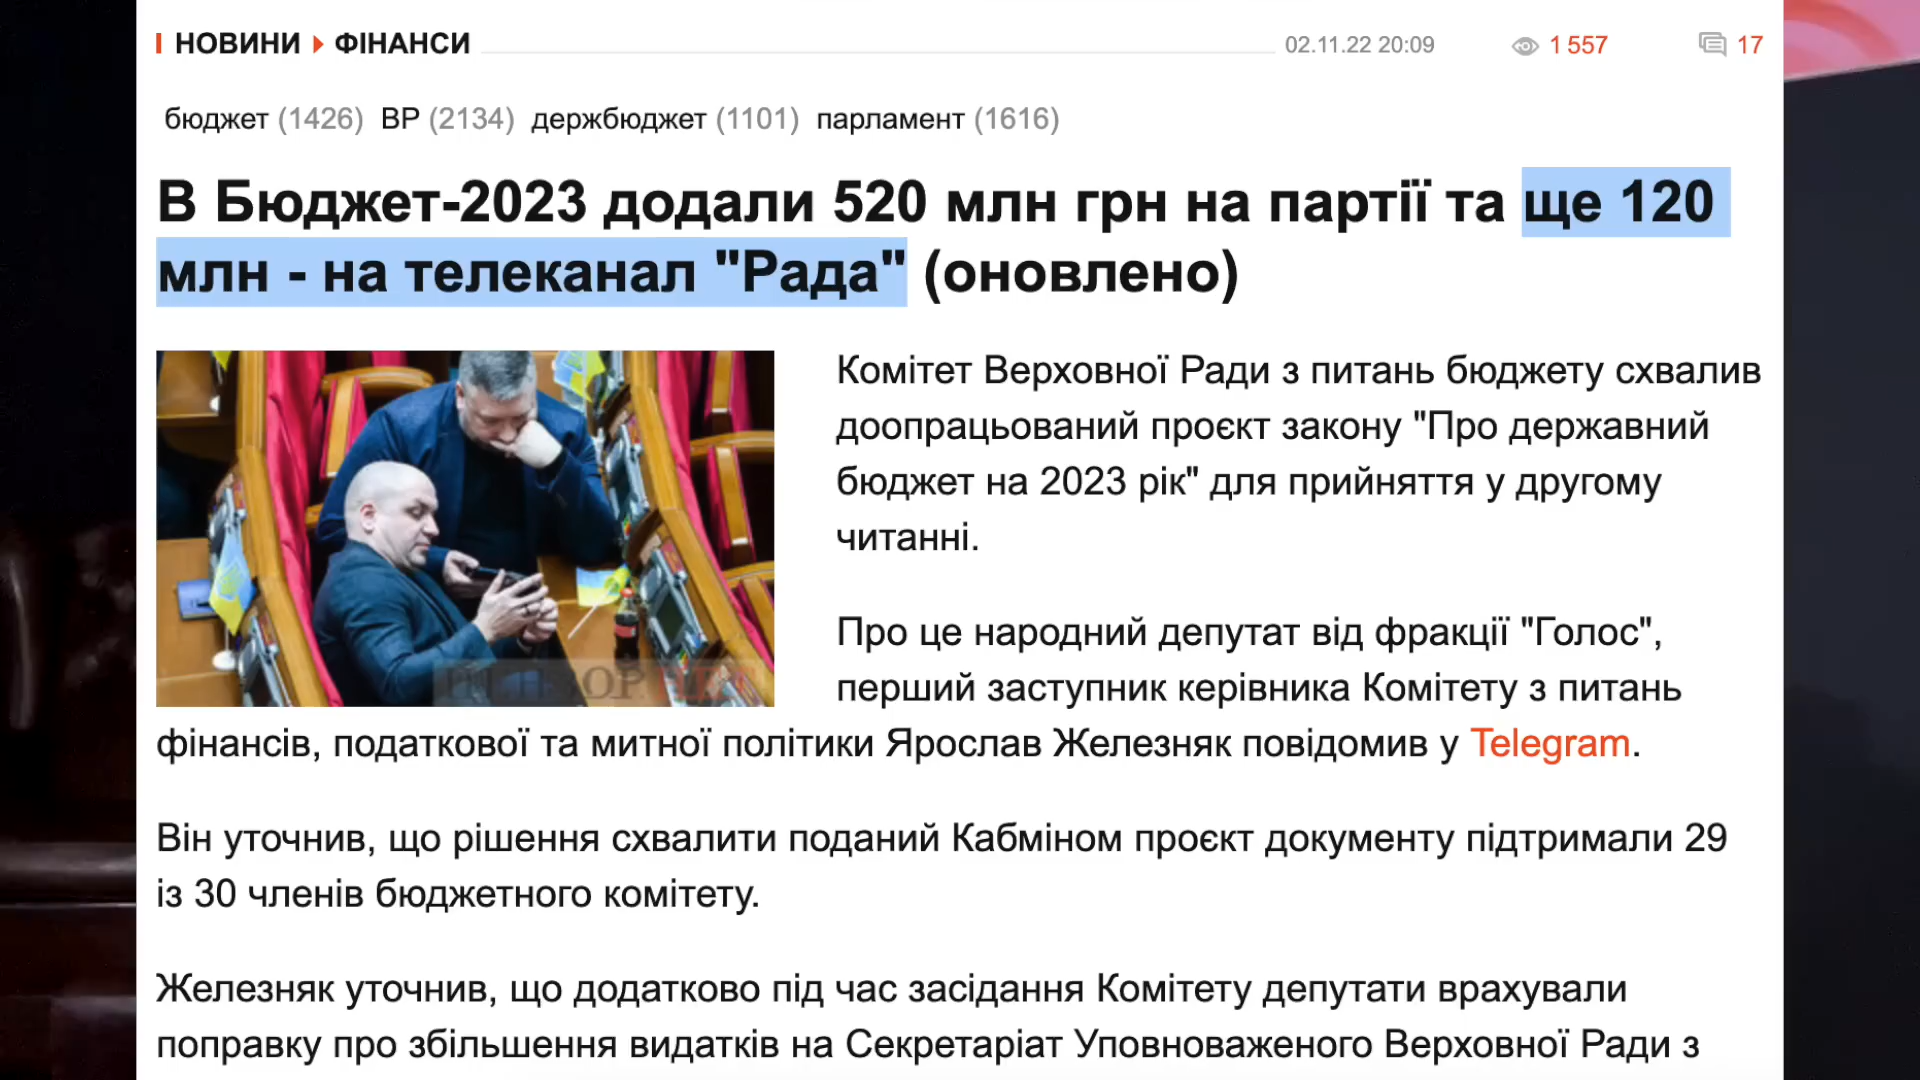 НОВИНИ ФІНАНСИ 02.11.22 20:09 1 557 17
бюджет (1426) ВР (2134) держбюджет (1101) парламент (1616)
В Бюджет-2023 додали 520 млн грн на партії та ще 120
млн - на телеканал "Рада" (оновлено)
Комітет Верховної Ради з питань бюджету схвалив
доопрацьований проєкт закону "Про державний
бюджет на 2023 рік" для прийняття у другому
читанні.
Про це народний депутат від фракції "Голос",
перший заступник керівника Комітету з питань
фінансів, податкової та митної політики Ярослав Железняк повідомив у Telegram.
Він уточнив, що рішення схвалити поданий Кабміном проєкт документу підтримали 29
із 30 членів бюджетного комітету.
Железняк уточнив, що додатково під час засідання Комітету депутати врахували
поправку про збільшення видатків на Секретаріат Уповноваженого Верховної Ради з